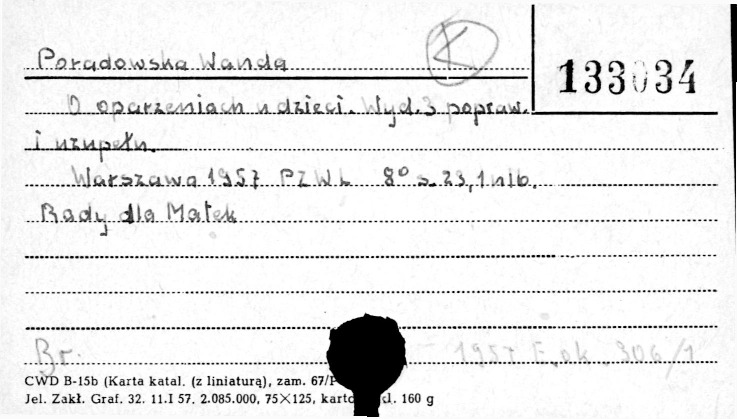 K
133034
Poradowska Wanda
O oparzeniach u dzieci. Wyd. 3 popraw.
i uzupełn.
Warszawa 1957 PZWL 8° s. 23, 1 nlb.
Rady dla Matek
Br. 1957 E. ok. 306/1
CWD B-15b (Karta katal. (z liniaturą), zam. 67/P
Jel. Zakł. Graf. 32. 11.I 57. 2.085.000, 75×125, karto kl. 160 g